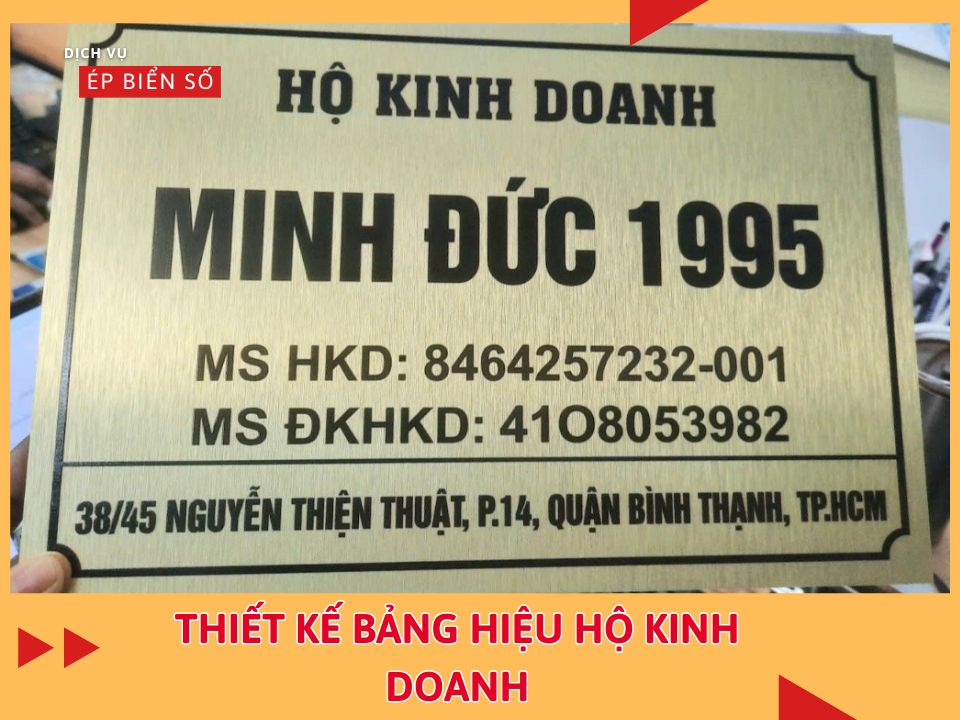 DỊCH VỤ
ÉP BIỂN SỐ
HỘ KINH DOANH
MINH ĐỨC 1995
MS HKD: 8464257232-001
MS ĐKHKD: 41O8053982
38/45 NGUYỄN THIỆN THUẬT, P.14, QUẬN BÌNH THẠNH, TP.HCM
THIẾT KẾ BẢNG HIỆU HỘ KINH
DOANH